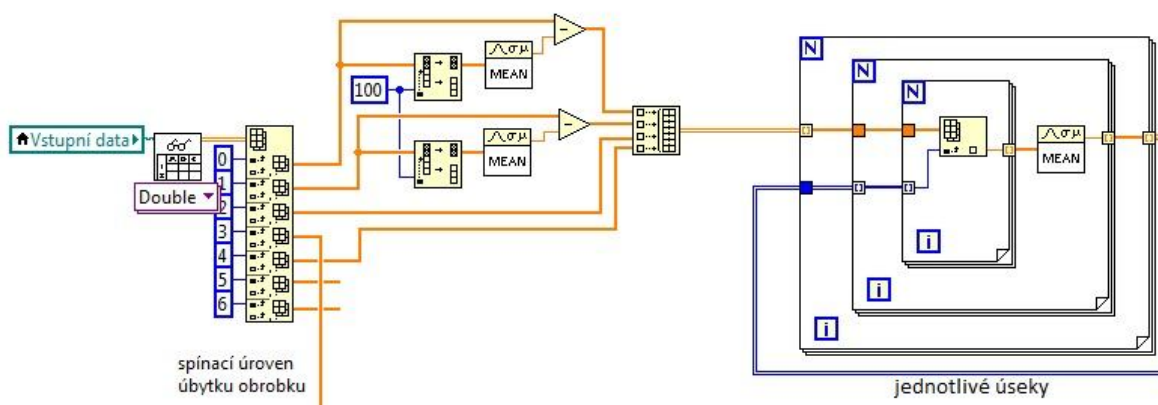 Vstupní data
Double
0
1
2
3
4
5
6
100
MEAN
MEAN
N
N
N
MEAN
i
i
i
spínací úroven
úbytku obrobku
jednotlivé úseky